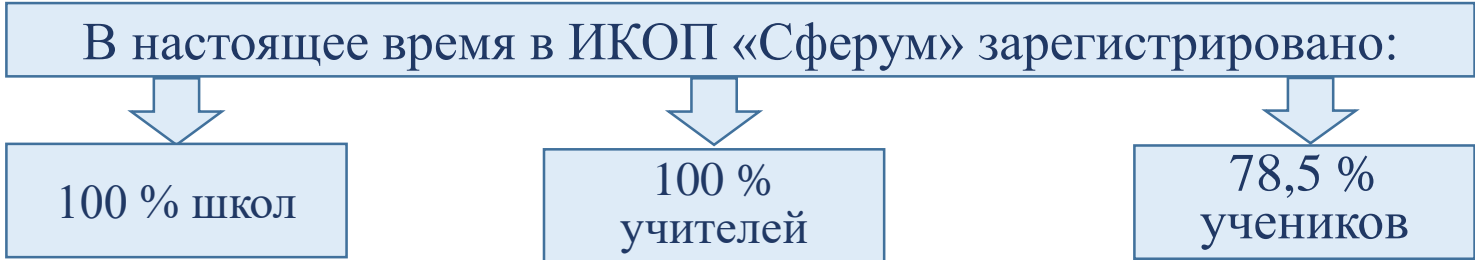 В настоящее время в ИКОП «Сферум» зарегистрировано:
100 % школ
100 %
учителей
78,5 %
учеников